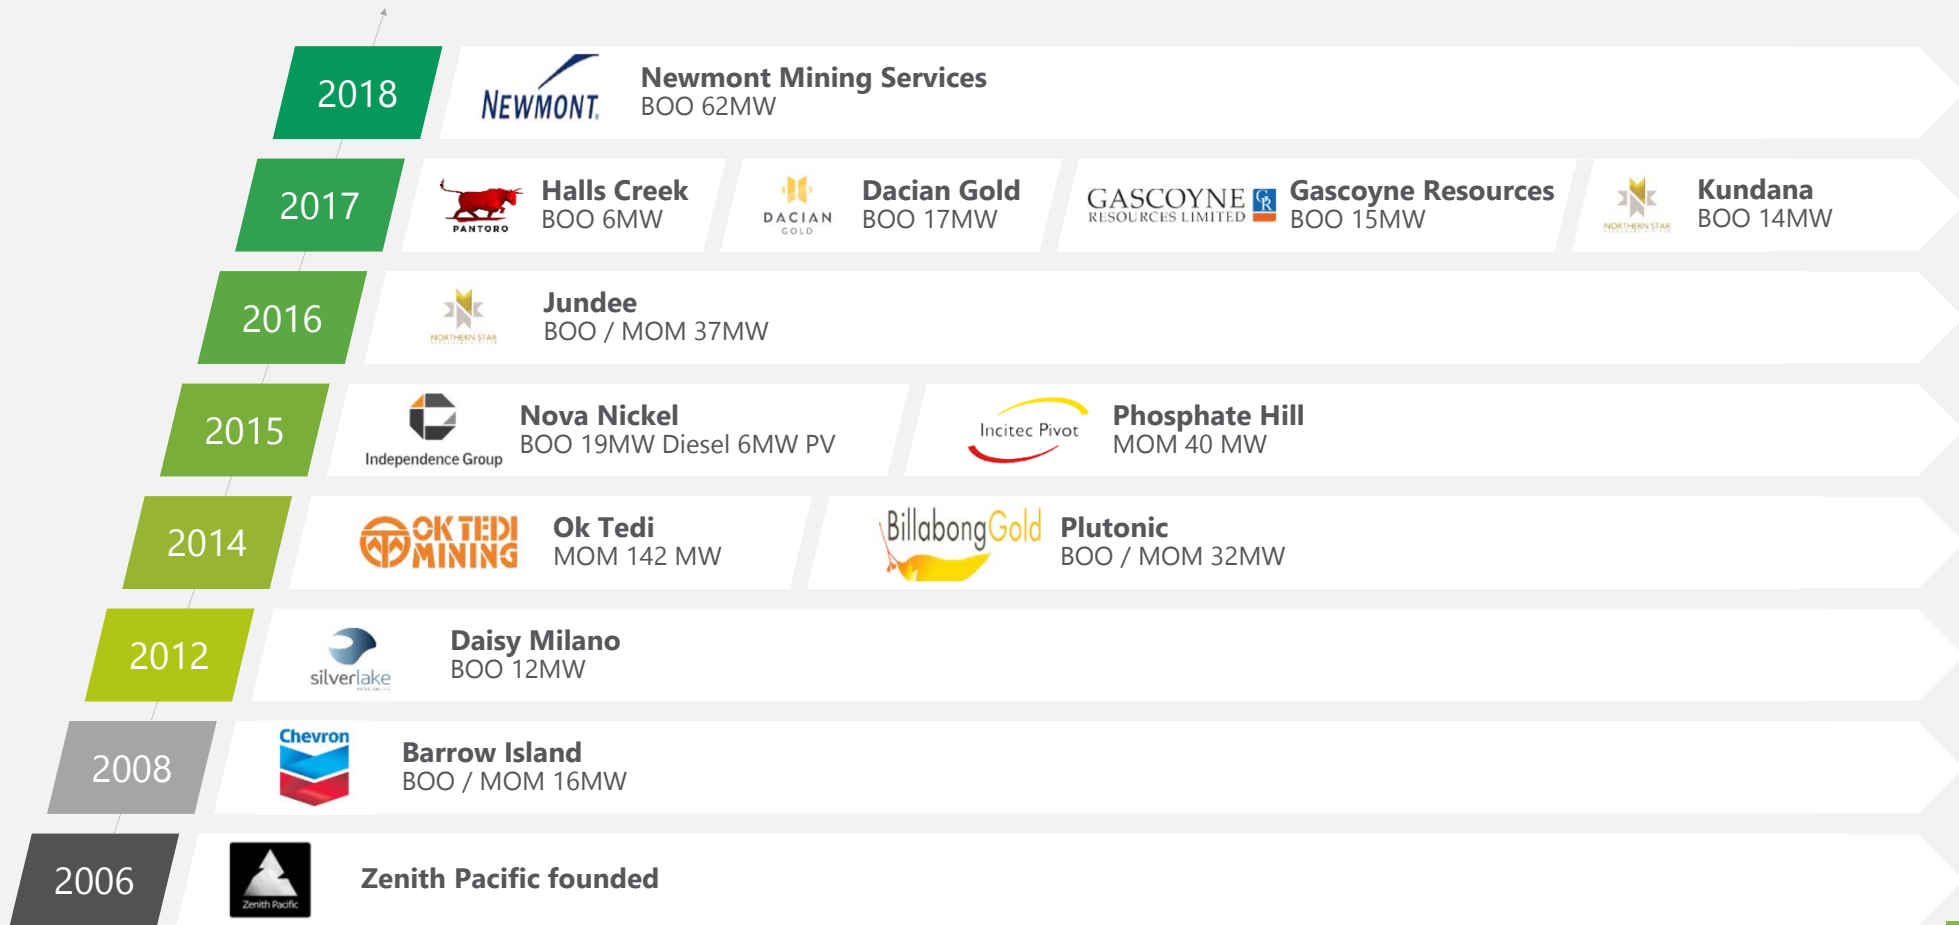 2018
NEWMONT.
Newmont Mining Services
BOO 62MW
2017
PANTORO
Halls Creek
BOO 6MW
DACIAN
GOLD
Dacian Gold
BOO 17MW
GASCOYNE
RESOURCES LIMITED
GR
Gascoyne Resources
BOO 15MW
NORTHERN STAR
Kundana
BOO 14MW
2016
NORTHERN STAR
Jundee
BOO / MOM 37MW
2015
Independence Group
Nova Nickel
BOO 19MW Diesel 6MW PV
Incitec Pivot
Phosphate Hill
MOM 40 MW
2014
OK TEDI
MINING
Ok Tedi
MOM 142 MW
BillabongGold
Plutonic
BOO / MOM 32MW
2012
silverlake
Daisy Milano
BOO 12MW
2008
Chevron
Barrow Island
BOO / MOM 16MW
2006
Zenith Pacific
Zenith Pacific founded